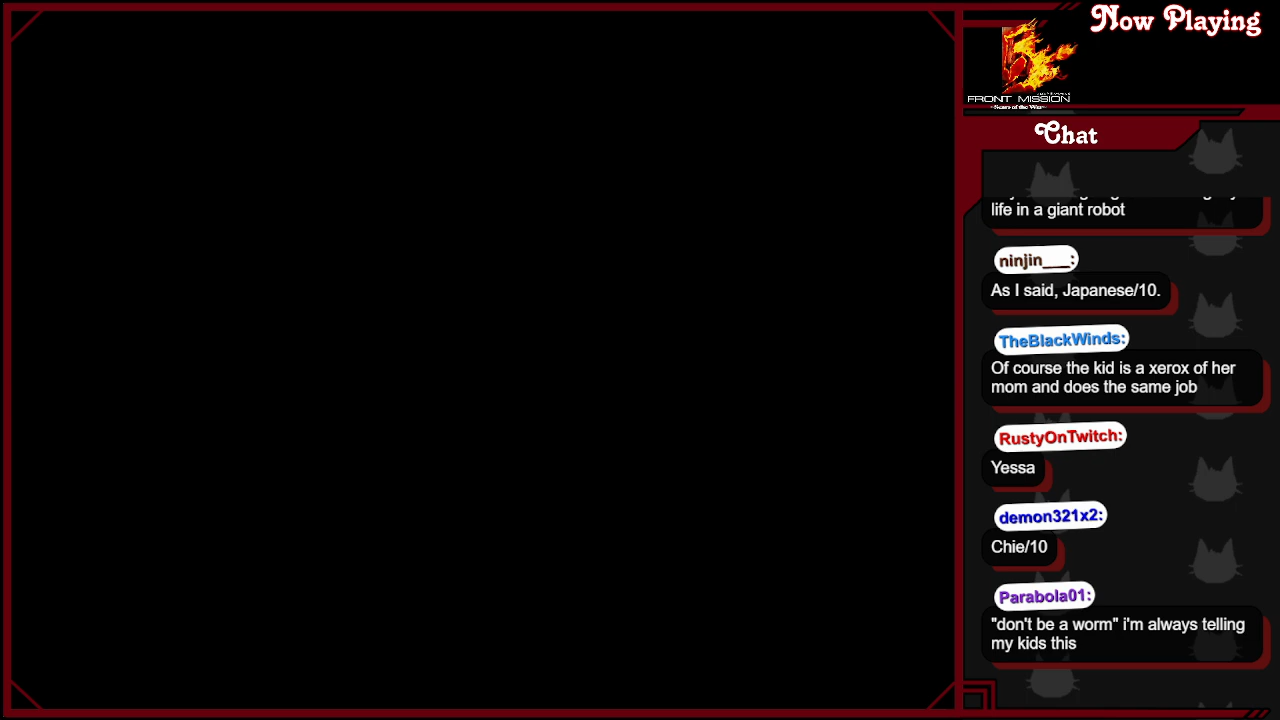 Now Playing
FRONT MISSION
Chat
life in a giant robot
ninjin___:
As I said, Japanese/10.
TheBlackWinds:
Of course the kid is a xerox of her
mom and does the same job
RustyOnTwitch:
Yessa
demon321x2:
Chie/10
Parabola01:
"don't be a worm" i'm always telling
my kids this